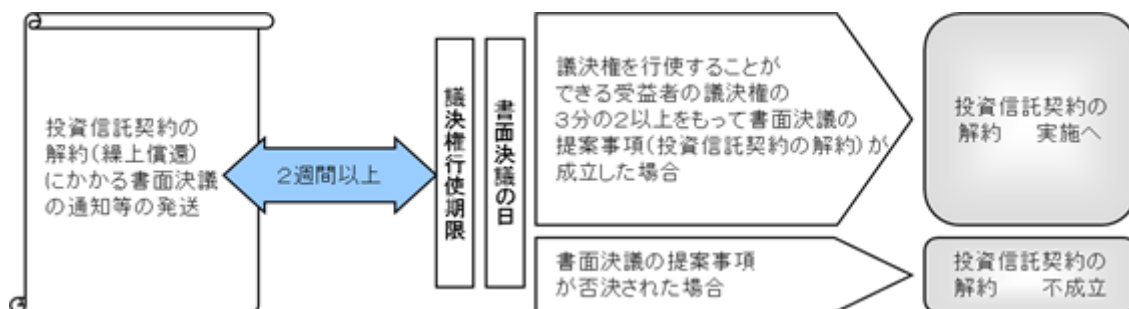 投資信託契約の
解約(繰上償還)
にかかる書面決議
の通知等の発送
2週間以上
議決権行使期限
書面決議の日
議決権を行使することが
できる受益者の議決権の
3分の2以上をもって書面決議の
提案事項(投資信託契約の解約)が
成立した場合
投資信託契約の
解約　実施へ
書面決議の提案事項
が否決された場合
投資信託契約の
解約　不成立